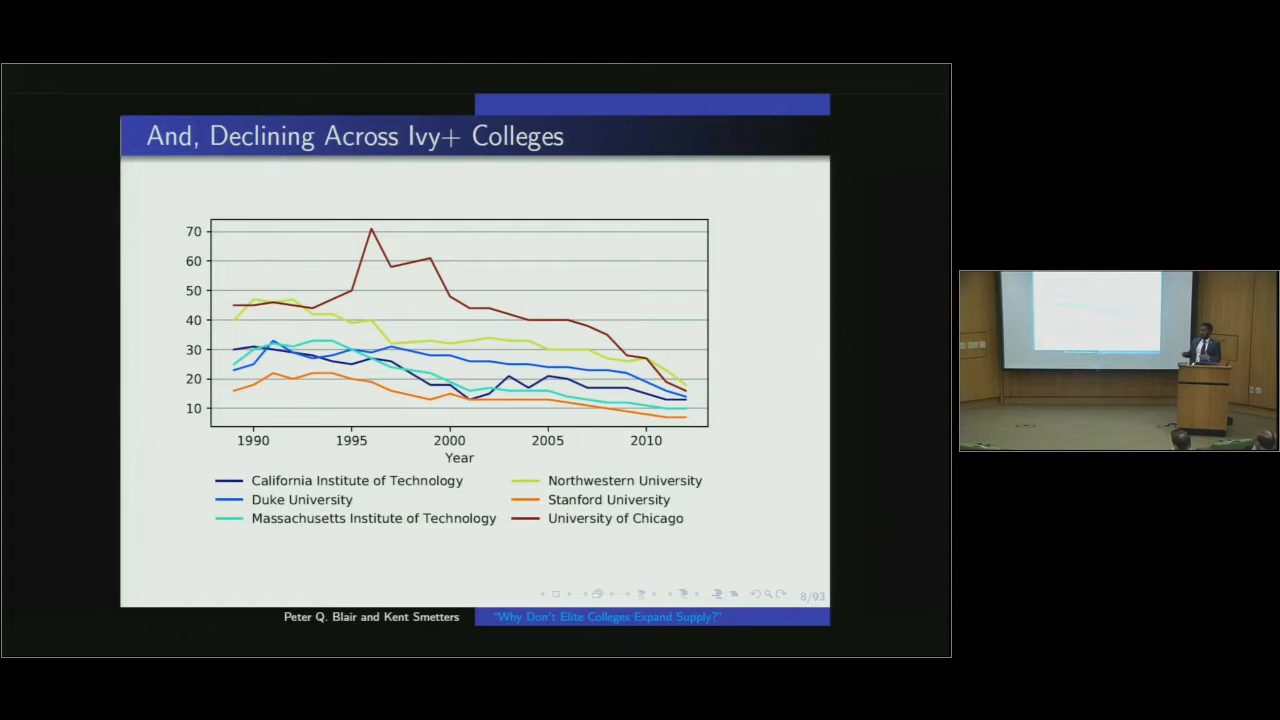 And, Declining Across Ivy+ Colleges
70
60
50
40
30
20
10
1990 1995 2000 2005 2010
Year
California Institute of Technology
Duke University
Massachusetts Institute of Technology
Northwestern University
Stanford University
University of Chicago
8/93
Peter Q. Blair and Kent Smetters
"Why Don't Elite Colleges Expand Supply?"